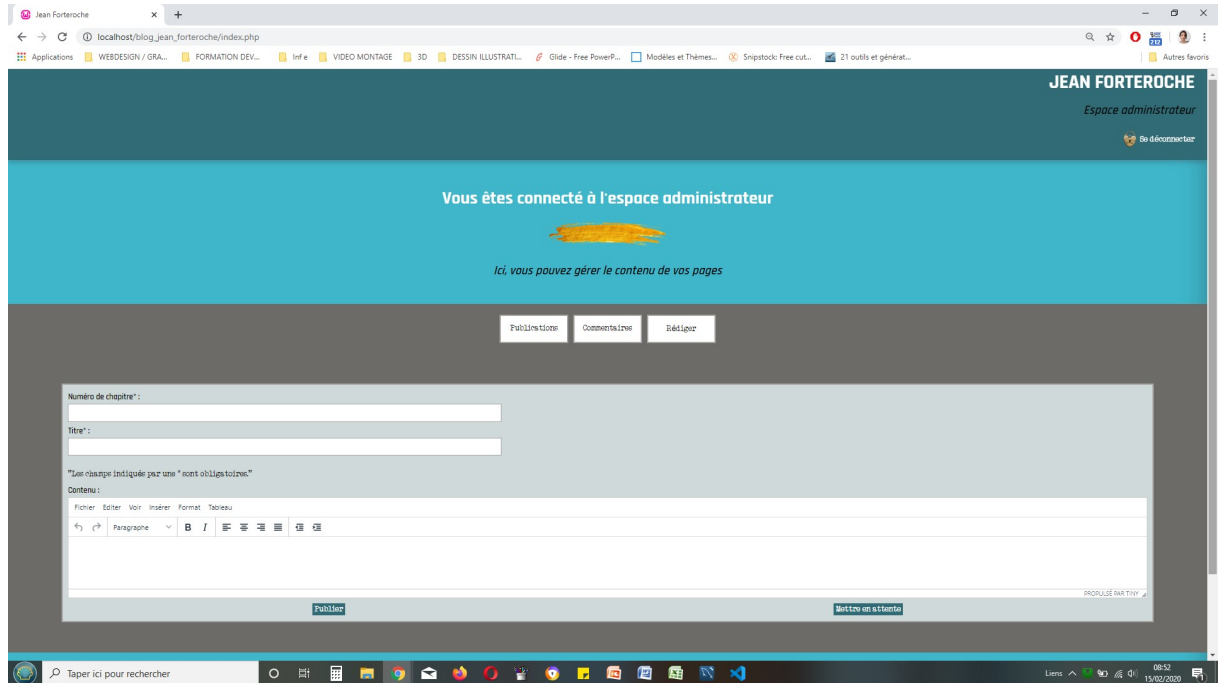 Jean Forteroche
localhost/blog_jean_forteroche/index.php
Applications WEBDESIGN / GRA... FORMATION DEV... Inf e VIDEO MONTAGE 3D DESSIN ILLUSTRATI... Glide - Free PowerP... Modèles et Thèmes... Snipstock: Free cut... 21 outils et générat... Autres favoris
JEAN FORTEROCHE
Espace administrateur
Se déconnecter
Vous êtes connecté à l'espace administrateur
Ici, vous pouvez gérer le contenu de vos pages
Publications Commentaires Rédiger
Numéro de chapitre* :
Titre* :
"Les champs indiqués par une * sont obligatoires."
Contenu :
Fichier Editer Voir Insérer Format Tableau
Paragraphe B I
PROPULSÉ PAR TINY
Publier Mettre en attente
Taper ici pour rechercher
Liens
08:52
15/02/2020